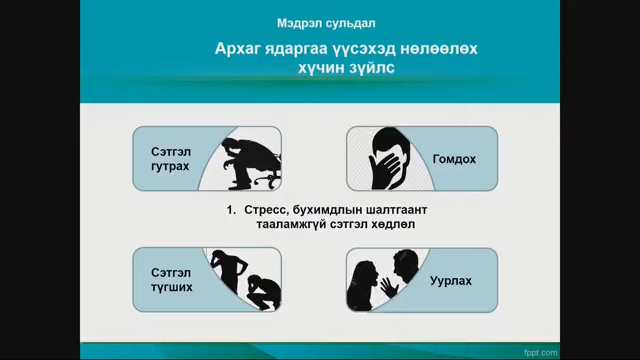 Мэдрэл сульдал
Архаг ядаргаа үүсэхэд нөлөөлөх
хүчин зүйлс
Сэтгэл
гутрах
Гомдох
1. Стресс, бухимдлын шалтгаант
тааламжгүй сэтгэл хөдлөл
Сэтгэл
түгших
Уурлах
fppt.com